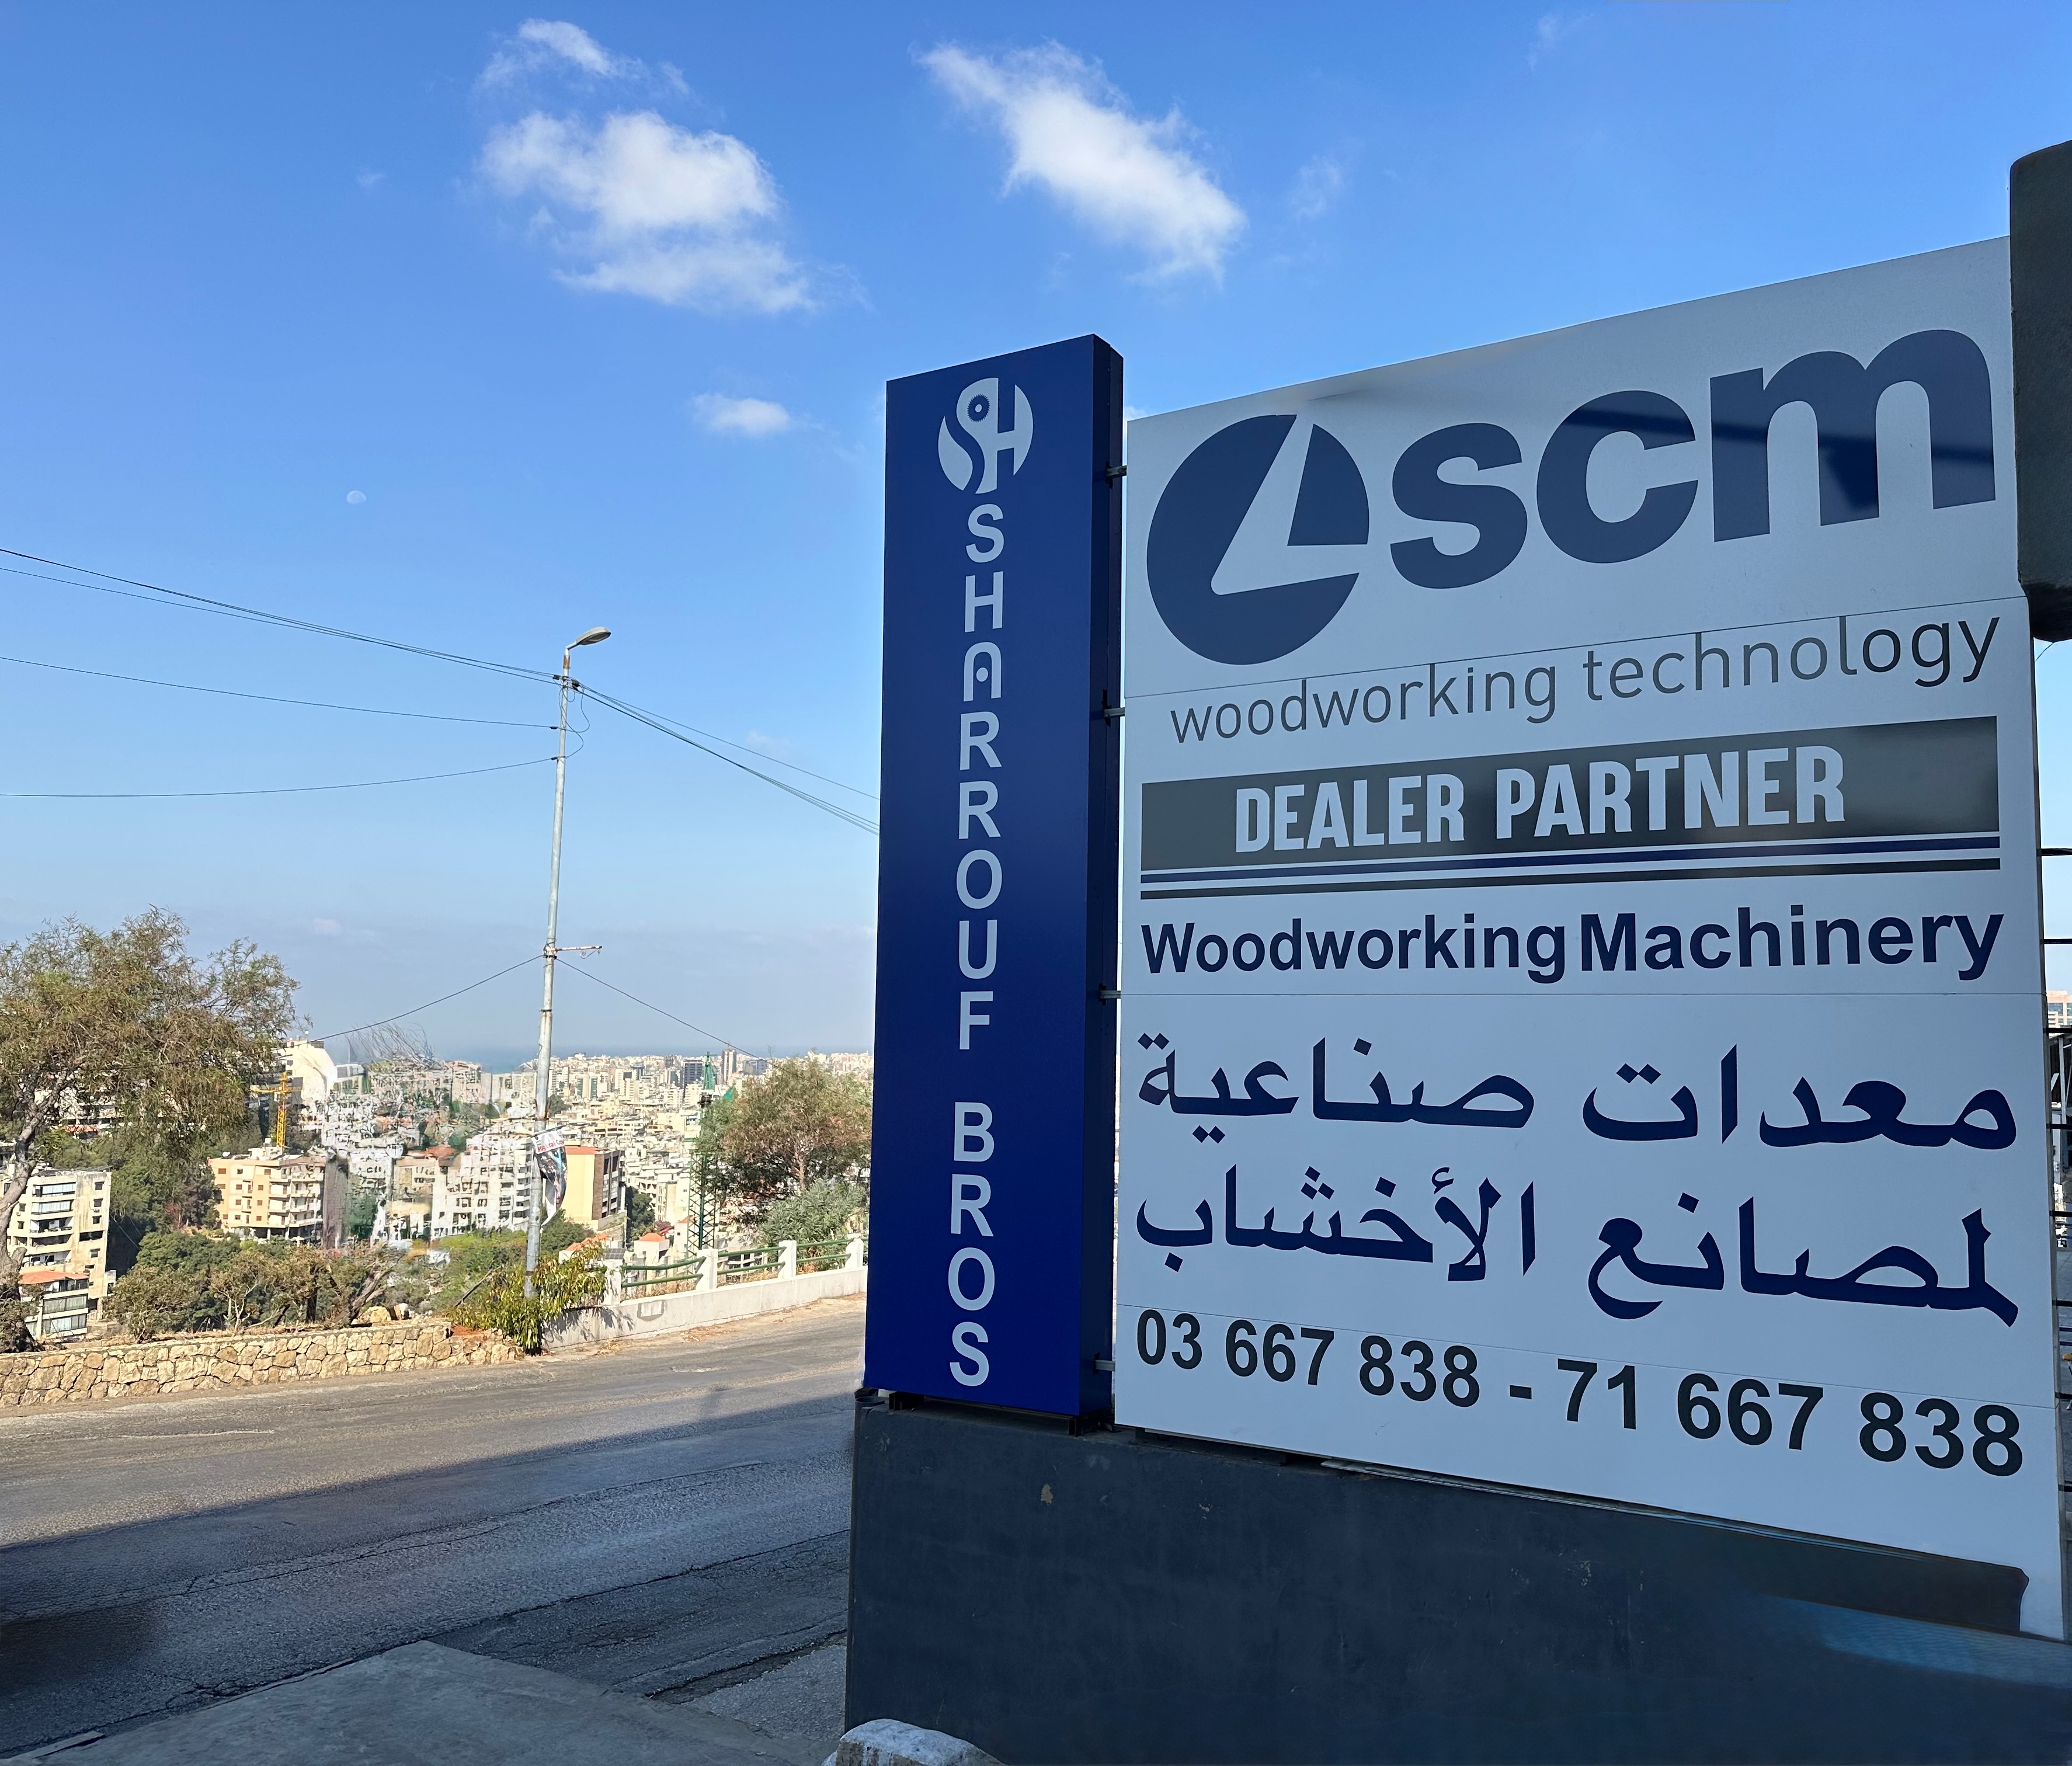 SH
SHARROUF BROS
scm
woodworking technology
DEALER PARTNER
Woodworking Machinery
معدات صناعية
لمصانع الأخشاب
03 667 838 - 71 667 838